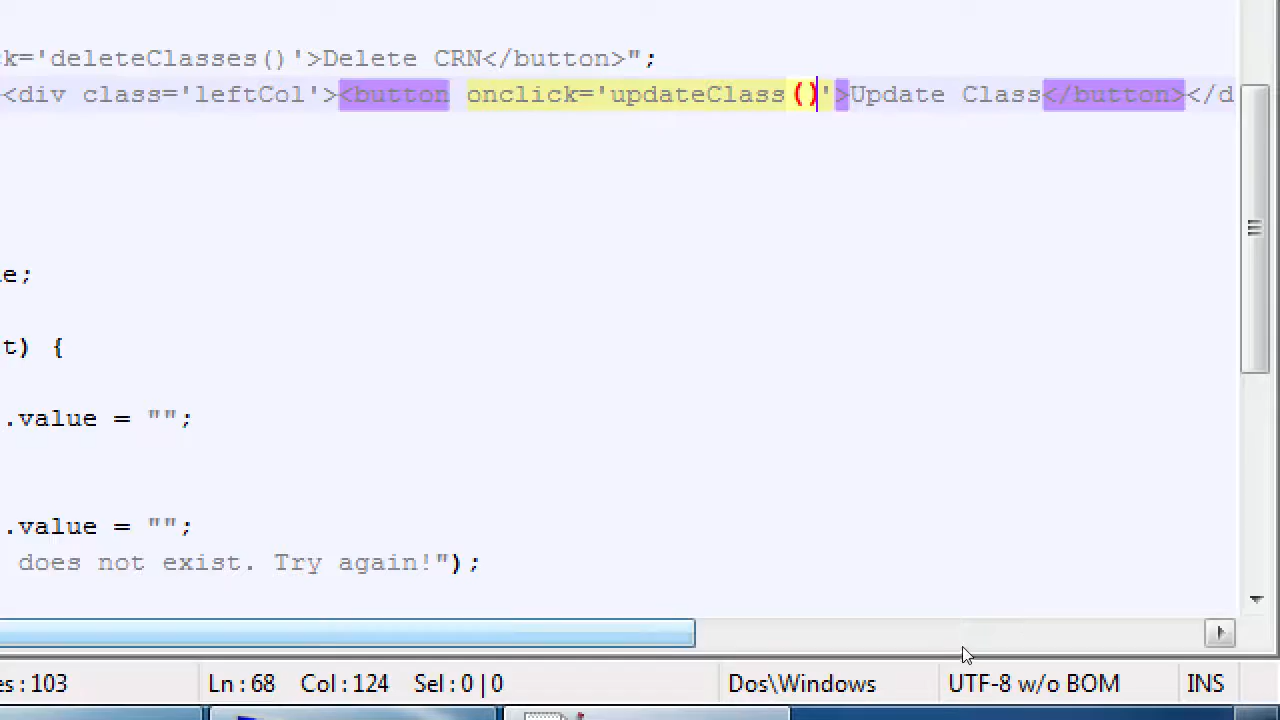 ck='deleteClasses()'>Delete CRN</button>";
<div class='leftCol'><button onclick='updateClass()'>Update Class</button></d
e;
t) {
.value = "";
.value = "";
does not exist. Try again!");
es : 103 Ln : 68 Col : 124 Sel : 0 | 0 Dos\Windows UTF-8 w/o BOM INS